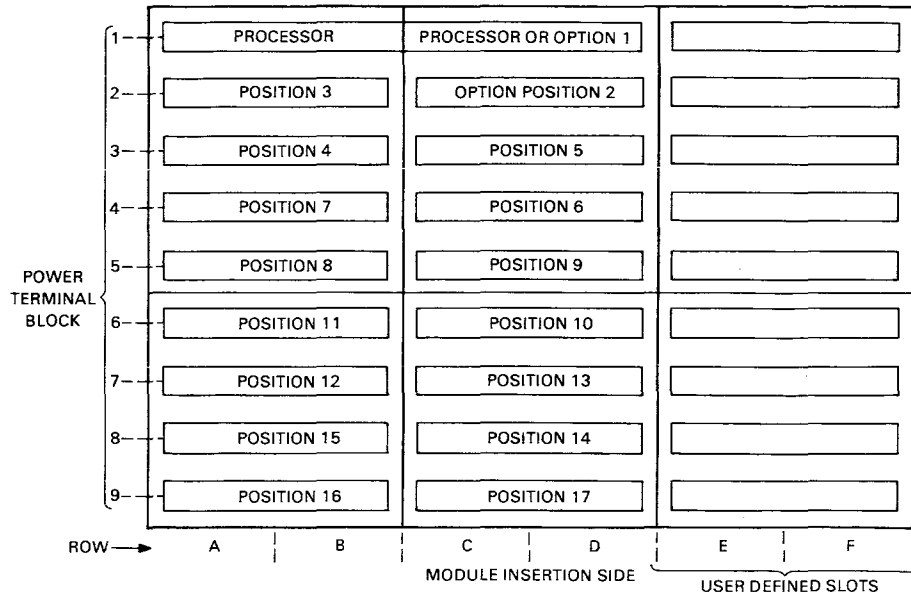 1 PROCESSOR PROCESSOR OR OPTION 1
2 POSITION 3 OPTION POSITION 2
3 POSITION 4 POSITION 5
4 POSITION 7 POSITION 6
5 POSITION 8 POSITION 9
POWER
TERMINAL
BLOCK
6 POSITION 11 POSITION 10
7 POSITION 12 POSITION 13
8 POSITION 15 POSITION 14
9 POSITION 16 POSITION 17
ROW A B C D E F
MODULE INSERTION SIDE
USER DEFINED SLOTS